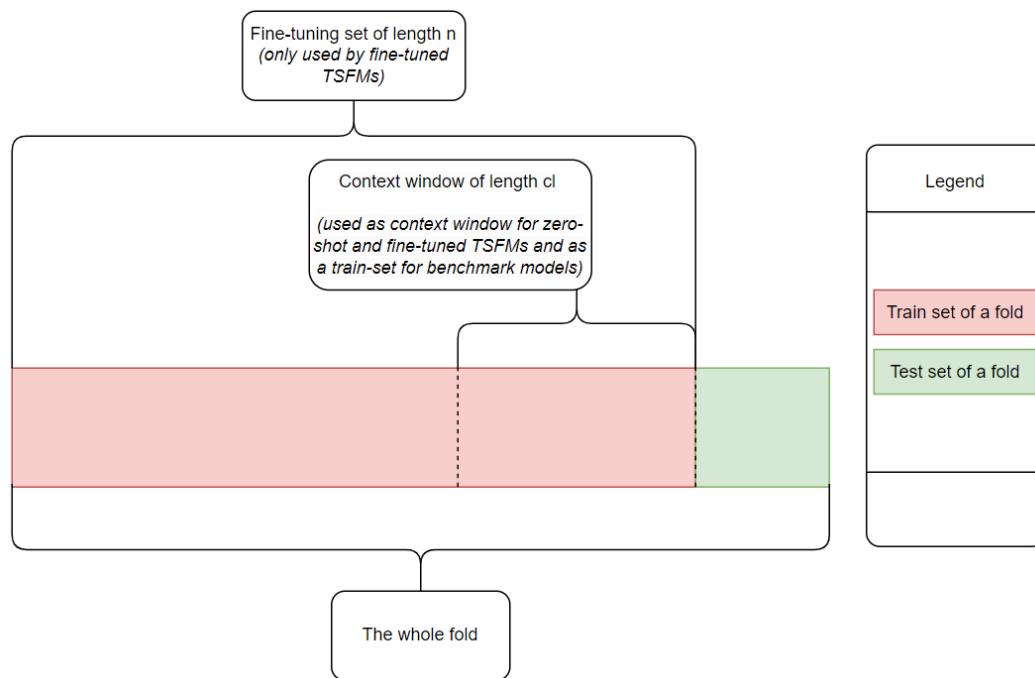 Fine-tuning set of length n
(only used by fine-tuned
TSFMs)
Context window of length cl
(used as context window for zero-
shot and fine-tuned TSFMs and as
a train-set for benchmark models)
Legend
Train set of a fold
Test set of a fold
The whole fold